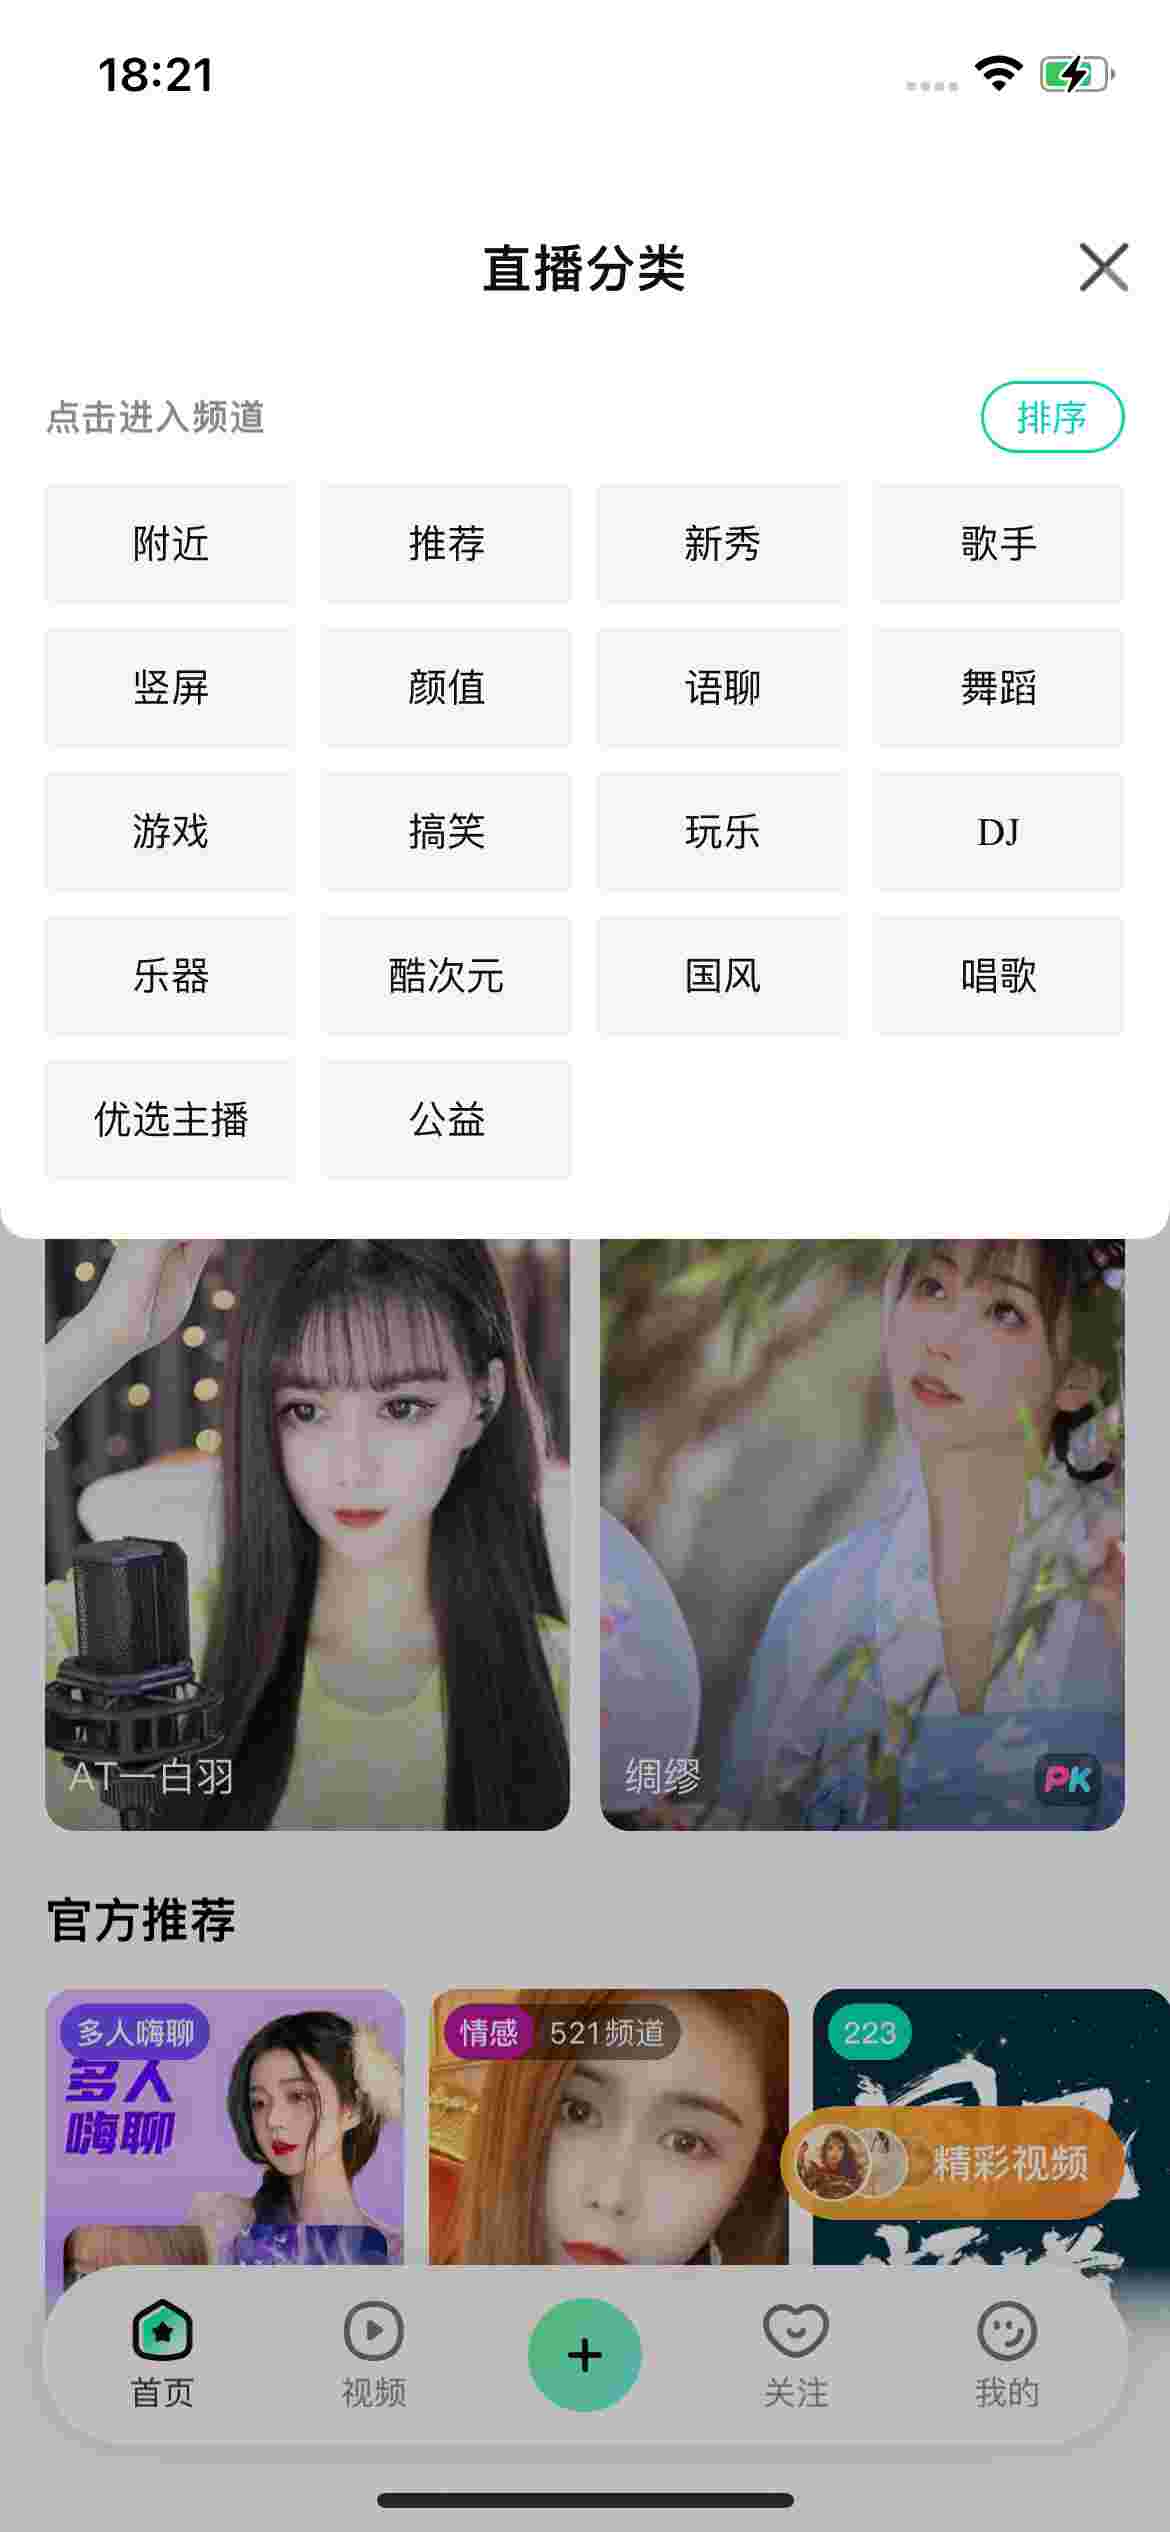 18:21
直播分类
点击进入频道
排序
附近 推荐 新秀 歌手
竖屏 颜值 语聊 舞蹈
游戏 搞笑 玩乐 DJ
乐器 酷次元 国风 唱歌
优选主播 公益
AT一白羽
绸缪
PK
官方推荐
多人嗨聊
多人
嗨聊
情感 521频道
223
精彩视频
首页 视频 关注 我的